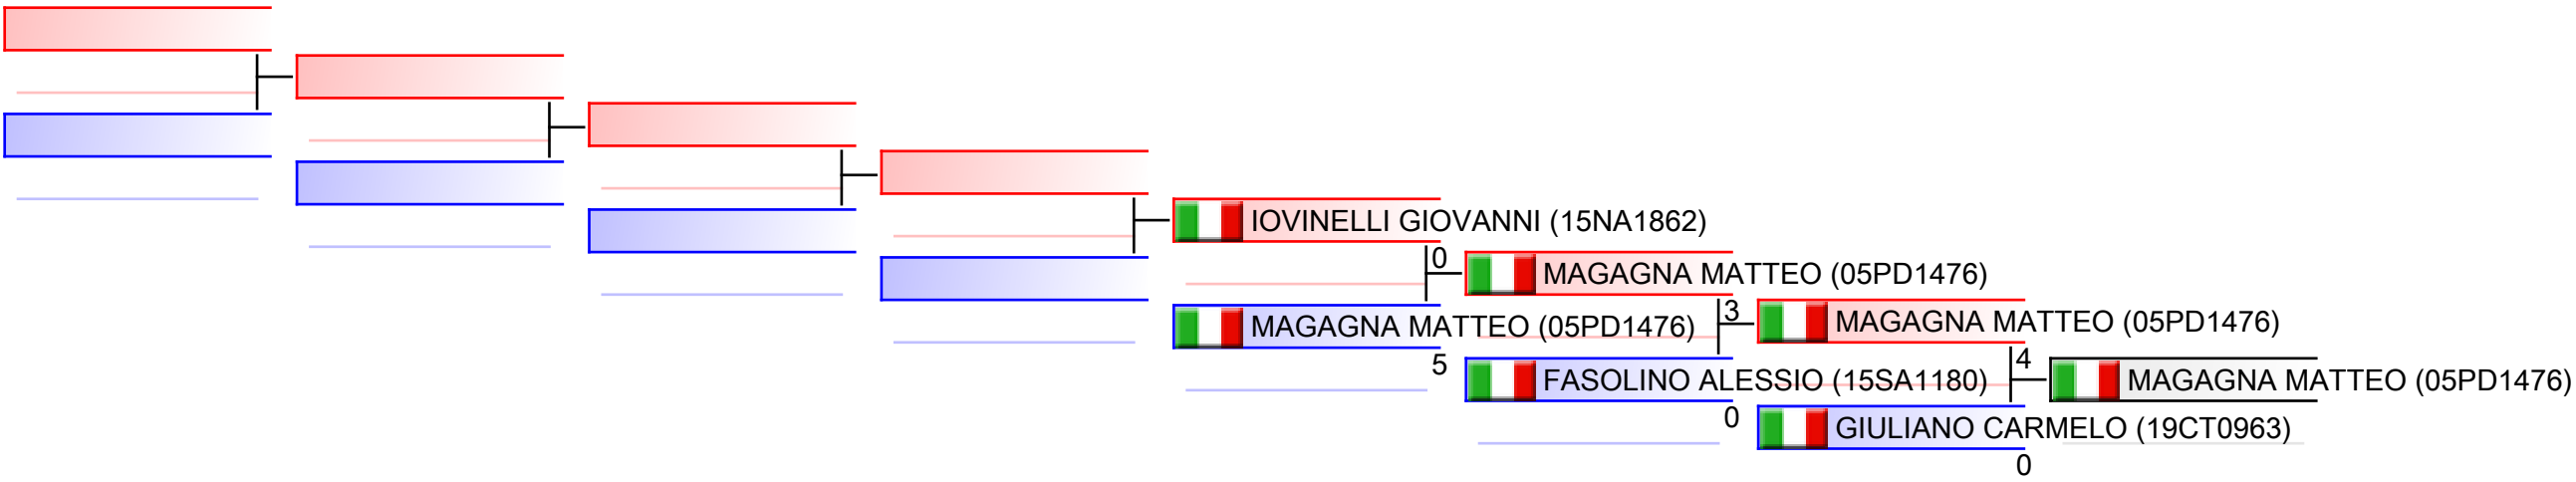 IOVINELLI GIOVANNI (15NA1862)
0
MAGAGNA MATTEO (05PD1476)
MAGAGNA MATTEO (05PD1476)
3
MAGAGNA MATTEO (05PD1476)
5
FASOLINO ALESSIO (15SA1180)
4
MAGAGNA MATTEO (05PD1476)
0
GIULIANO CARMELO (19CT0963)
0